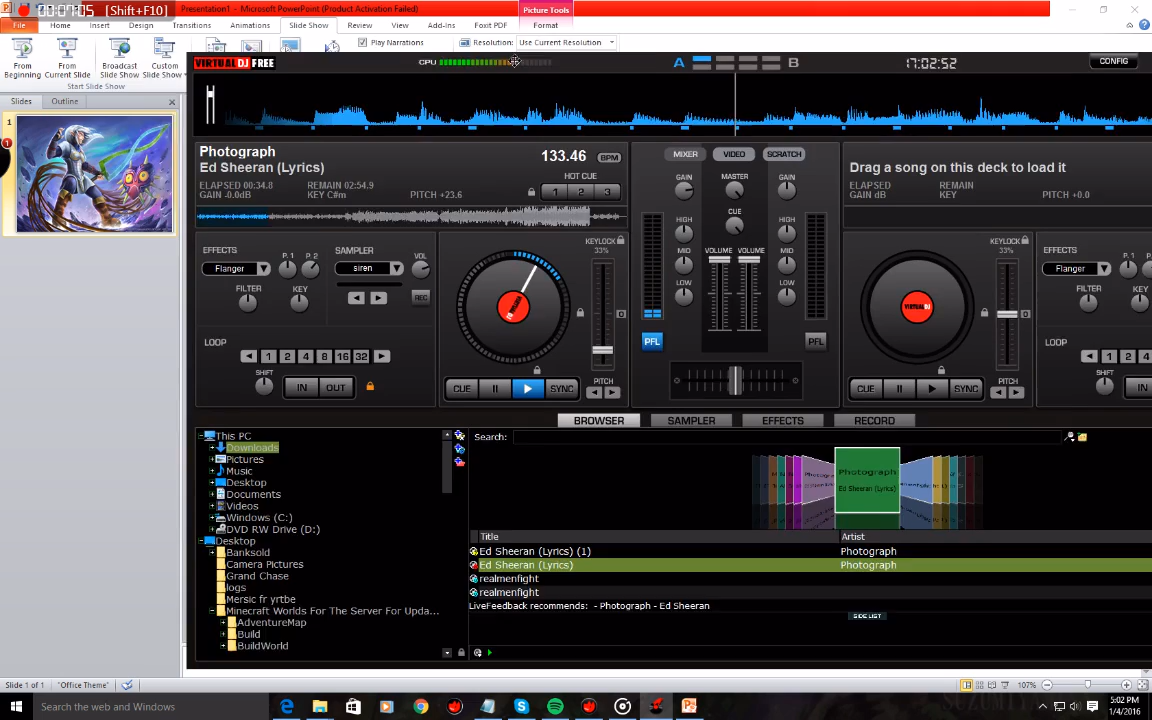 00:07:05 [Shift+F10]
Presentation1 - Microsoft PowerPoint (Product Activation Failed)
Picture Tools
File Home Insert Design Transitions Animations Slide Show Review View Add-Ins Foxit PDF Format
From Beginning
From Current Slide
Broadcast Slide Show
Custom Slide Show
Play Narrations
Resolution: Use Current Resolution
Start Slide Show
Slides Outline
1
VIRTUAL DJ FREE
CPU
A B
17:02:52
CONFIG
Photograph
Ed Sheeran (Lyrics)
133.46 BPM
ELAPSED 00:34.8 REMAIN 02:54.9
GAIN -0.0dB KEY C#m PITCH +23.6
HOT CUE
1 2 3
MIXER VIDEO SCRATCH
GAIN MASTER GAIN
CUE
HIGH HIGH
MID VOLUME VOLUME MID
LOW LOW
PFL PFL
Drag a song on this deck to load it
ELAPSED REMAIN
GAIN dB KEY PITCH +0.0
EFFECTS P. 1 P. 2 SAMPLER VOL
Flanger siren
FILTER KEY REC
LOOP
1 2 4 8 16 32
SHIFT IN OUT
KEYLOCK
33%
VIRTUAL DJ
CUE SYNC PITCH
KEYLOCK
33%
CUE SYNC PITCH
EFFECTS P. 1
Flanger
FILTER KEY
LOOP
1 2 4
SHIFT IN
BROWSER SAMPLER EFFECTS RECORD
This PC
Downloads
Pictures
Music
Desktop
Documents
Videos
Windows (C:)
DVD RW Drive (D:)
Desktop
Banksold
Camera Pictures
Grand Chase
logs
Mersic fr yrtbe
Minecraft Worlds For The Server For Upda...
AdventureMap
Build
BuildWorld
Search:
Photograph
Ed Sheeran (Lyrics)
Title Artist
Ed Sheeran (Lyrics) (1) Photograph
Ed Sheeran (Lyrics) Photograph
realmenfight
realmenfight
LiveFeedback recommends: - Photograph - Ed Sheeran
SIDE LIST
Slide 1 of 1 "Office Theme" 107%
Search the web and Windows
5:02 PM
1/4/2016